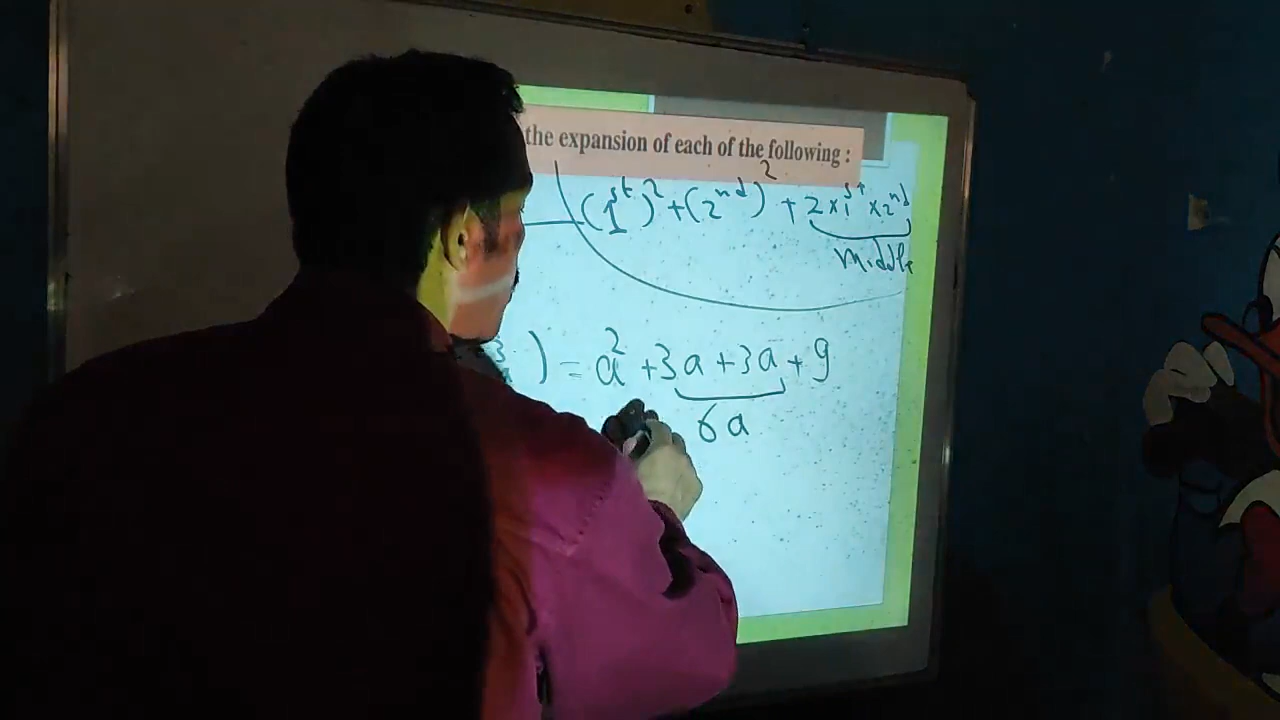 the expansion of each of the following :
(1st)² + (2nd)² + 2 × 1st × 2nd
middle
) = a² + 3a + 3a + 9
6a